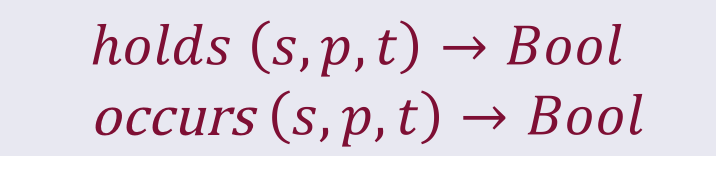 holds (s, p, t) → Bool
occurs (s, p, t) → Bool